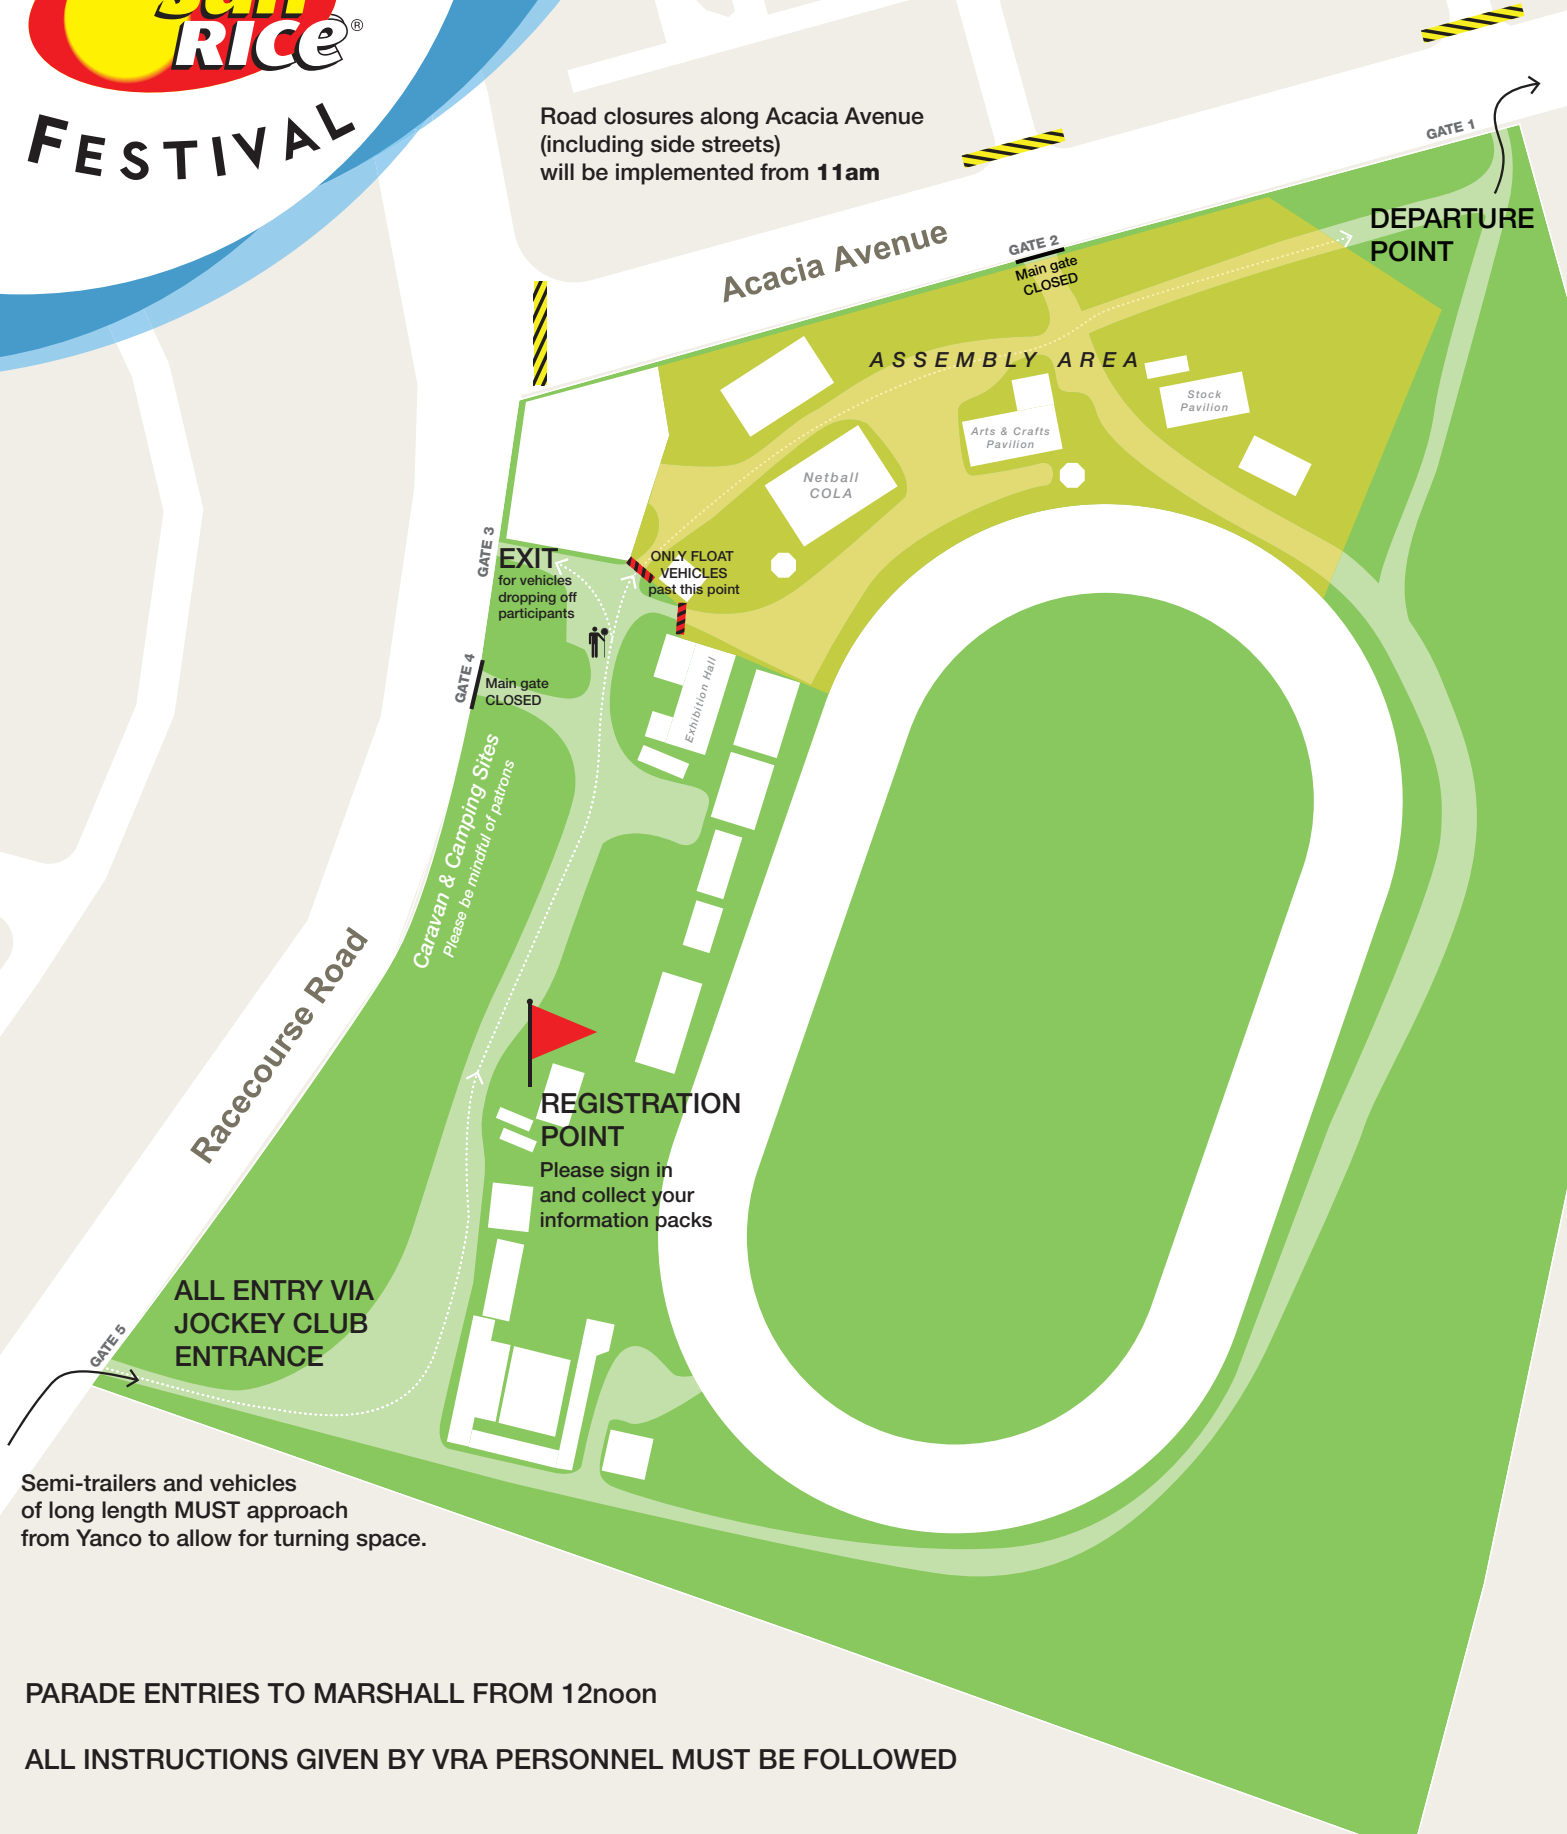 Sun
RICe®
FESTIVAL
Road closures along Acacia Avenue
(including side streets)
will be implemented from 11am
GATE 1
DEPARTURE
POINT
Acacia Avenue
GATE 2
Main gate
CLOSED
ASSEMBLY AREA
Stock
Pavilion
Arts & Crafts
Pavilion
Netball
COLA
GATE 3
EXIT
for vehicles
dropping off
participants
ONLY FLOAT
VEHICLES
past this point
GATE 4
Main gate
CLOSED
Exhibition Hall
Caravan & Camping Sites
Please be mindful of patrons
Racecourse Road
REGISTRATION
POINT
Please sign in
and collect your
information packs
ALL ENTRY VIA
JOCKEY CLUB
ENTRANCE
GATE 5
Semi-trailers and vehicles
of long length MUST approach
from Yanco to allow for turning space.
PARADE ENTRIES TO MARSHALL FROM 12noon
ALL INSTRUCTIONS GIVEN BY VRA PERSONNEL MUST BE FOLLOWED